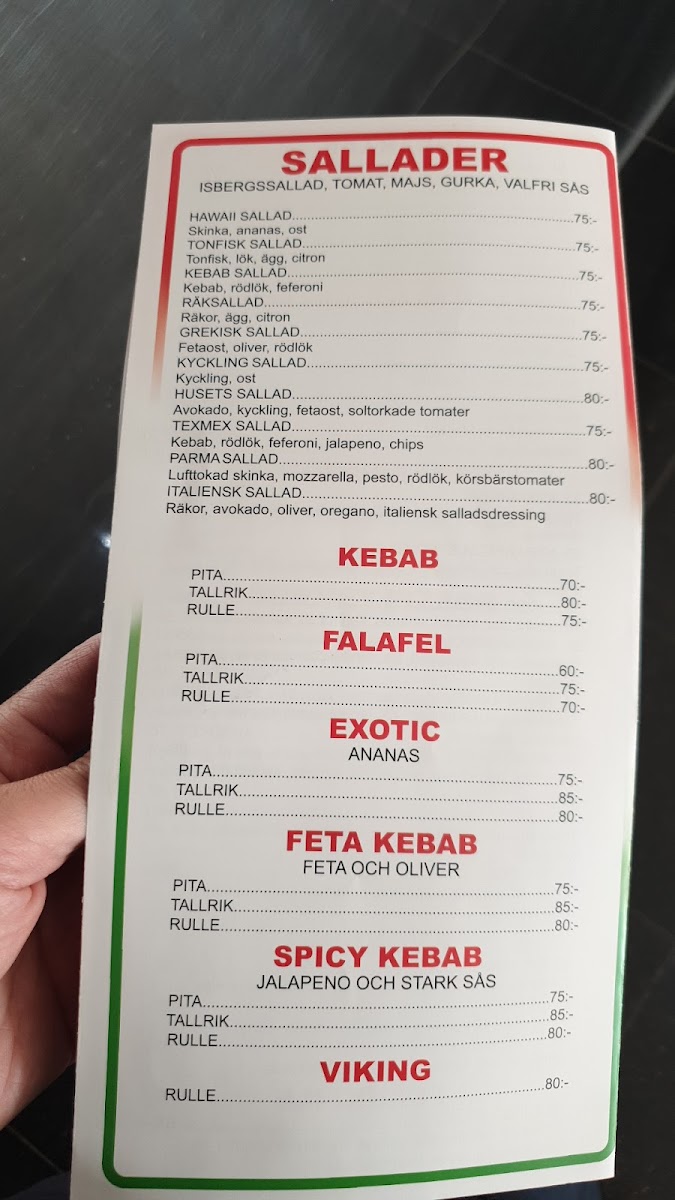 SALLADER
ISBERGSSALLAD, TOMAT, MAJS, GURKA, VALFRI SÅS
HAWAII SALLAD........................................................................75:-
Skinka, ananas, ost
TONFISK SALLAD......................................................................75:-
Tonfisk, lök, ägg, citron
KEBAB SALLAD.........................................................................75:-
Kebab, rödlök, feferoni
RÄKSALLAD..............................................................................75:-
Räkor, ägg, citron
GREKISK SALLAD......................................................................75:-
Fetaost, oliver, rödlök
KYCKLING SALLAD....................................................................75:-
Kyckling, ost
HUSETS SALLAD.......................................................................80:-
Avokado, kyckling, fetaost, soltorkade tomater
TEXMEX SALLAD.......................................................................75:-
Kebab, rödlök, feferoni, jalapeno, chips
PARMA SALLAD.........................................................................80:-
Lufttokad skinka, mozzarella, pesto, rödlök, körsbärstomater
ITALIENSK SALLAD....................................................................80:-
Räkor, avokado, oliver, oregano, italiensk salladsdressing
KEBAB
PITA.............................................................................70:-
TALLRIK........................................................................80:-
RULLE..........................................................................75:-
FALAFEL
PITA.............................................................................60:-
TALLRIK........................................................................75:-
RULLE..........................................................................70:-
EXOTIC
ANANAS
PITA.............................................................................75:-
TALLRIK........................................................................85:-
RULLE..........................................................................80:-
FETA KEBAB
FETA OCH OLIVER
PITA.............................................................................75:-
TALLRIK........................................................................85:-
RULLE..........................................................................80:-
SPICY KEBAB
JALAPENO OCH STARK SÅS
PITA.............................................................................75:-
TALLRIK........................................................................85:-
RULLE..........................................................................80:-
VIKING
RULLE..........................................................................80:-